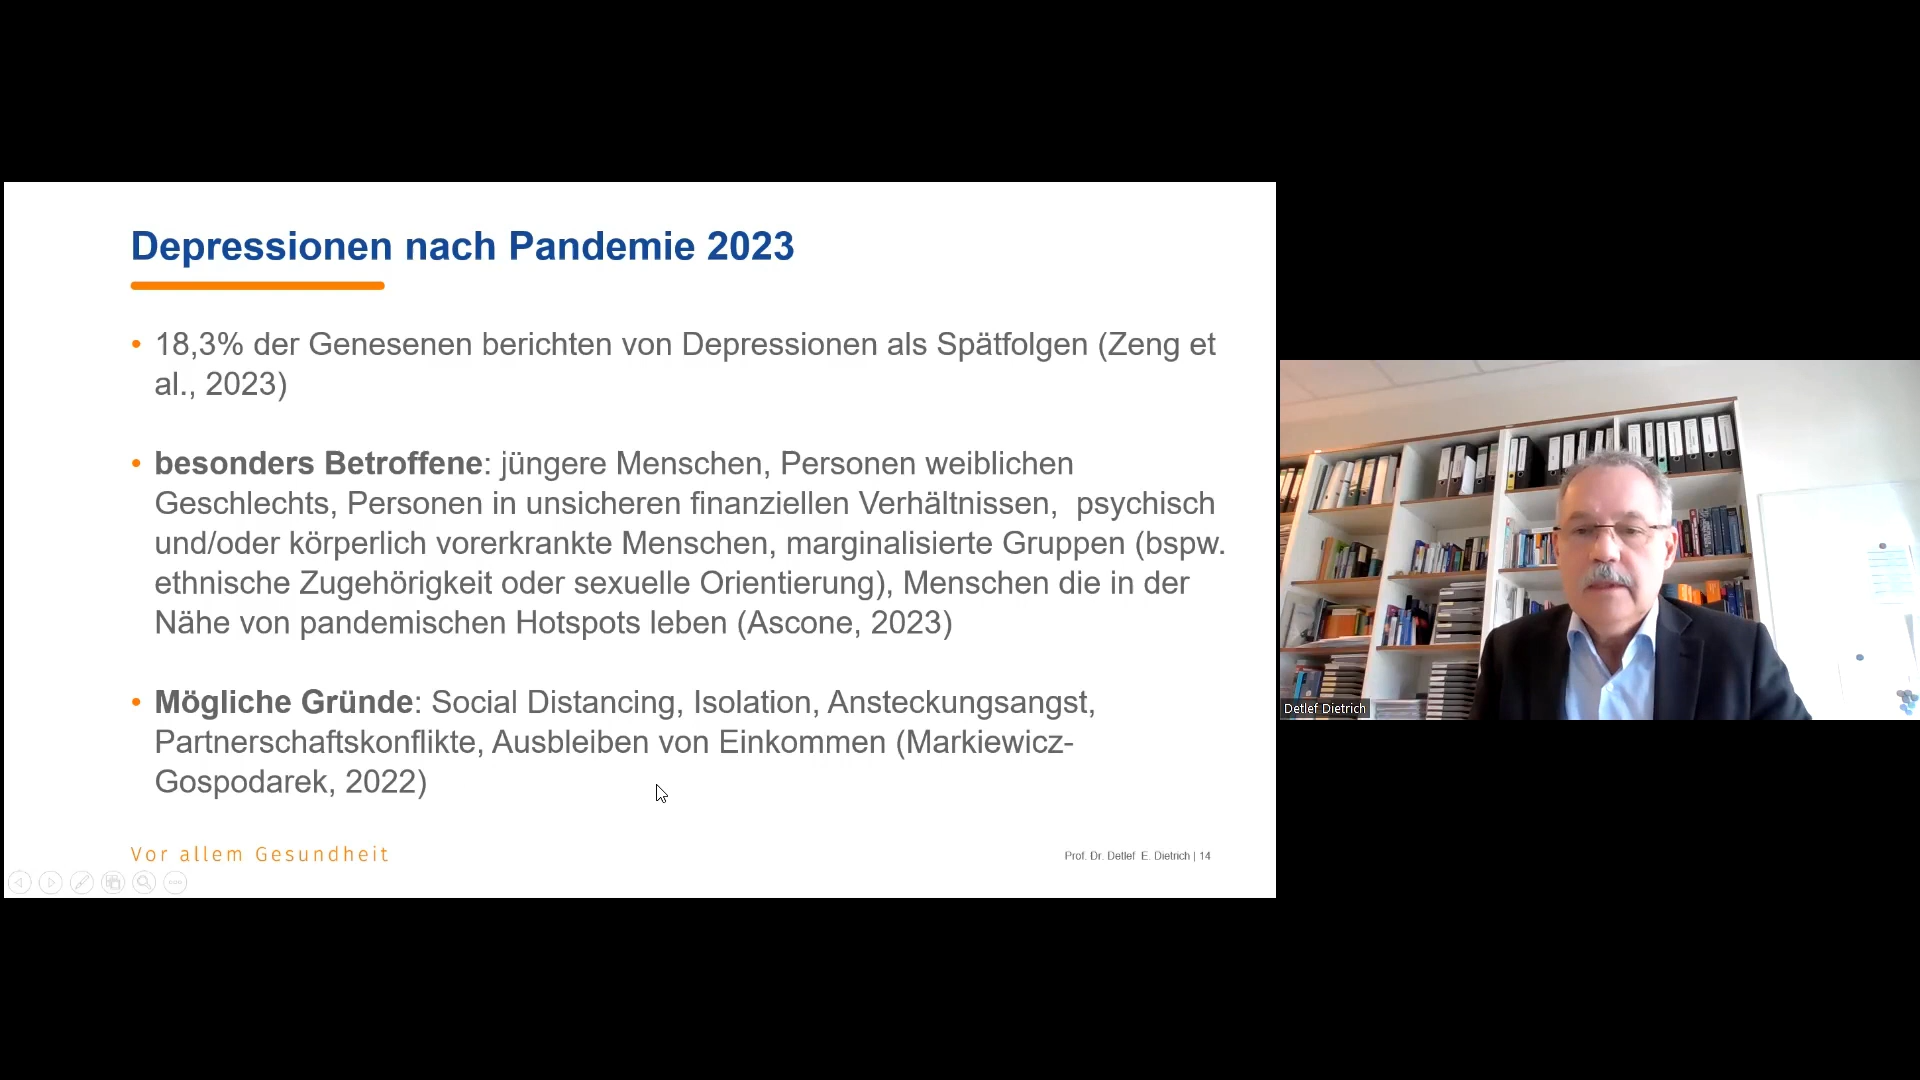 Depressionen nach Pandemie 2023
• 18,3% der Genesenen berichten von Depressionen als Spätfolgen (Zeng et
al., 2023)
• besonders Betroffene: jüngere Menschen, Personen weiblichen
Geschlechts, Personen in unsicheren finanziellen Verhältnissen,  psychisch
und/oder körperlich vorerkrankte Menschen, marginalisierte Gruppen (bspw.
ethnische Zugehörigkeit oder sexuelle Orientierung), Menschen die in der
Nähe von pandemischen Hotspots leben (Ascone, 2023)
• Mögliche Gründe: Social Distancing, Isolation, Ansteckungsangst,
Partnerschaftskonflikte, Ausbleiben von Einkommen (Markiewicz-
Gospodarek, 2022)
Vor allem Gesundheit
Prof. Dr. Detlef E. Dietrich | 14
Detlef Dietrich